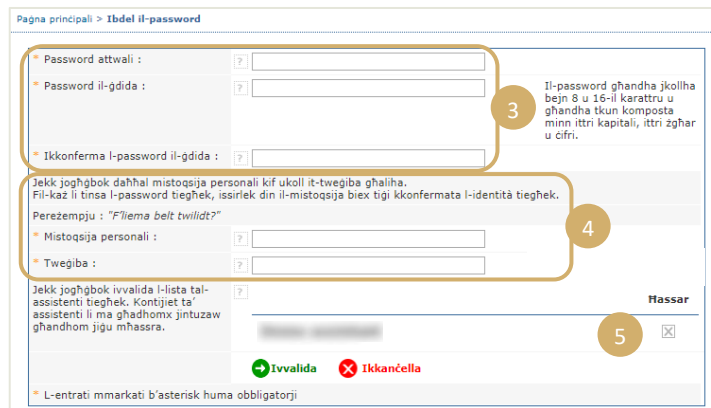 Paġna prinċipali > Ibdel il-password
* Password attwali : ?
* Password il-ġdida : ?
Il-password għandha jkollha
bejn 8 u 16-il karattru u
għandha tkun komposta
minn ittri kapitali, ittri żgħar
u ċifri.
3
* Ikkonferma l-password il-ġdida : ?
Jekk jogħġbok daħħal mistoqsija personali kif ukoll it-tweġiba għaliha.
Fil-każ li tinsa l-password tiegħek, issirlek din il-mistoqsija biex tiġi kkonfermata l-identità tiegħek.
Pereżempju : "F'liema belt twilidt?"
4
* Mistoqsija personali : ?
* Tweġiba : ?
Jekk jogħġbok ivvalida l-lista tal-
assistenti tiegħek. Kontijiet ta'
assistenti li ma għadhomx jintużaw
għandhom jiġu mħassra.
?
Ħassar
5
Ivvalida Ikkanċella
* L-entrati mmarkati b'asterisk huma obbligatorji